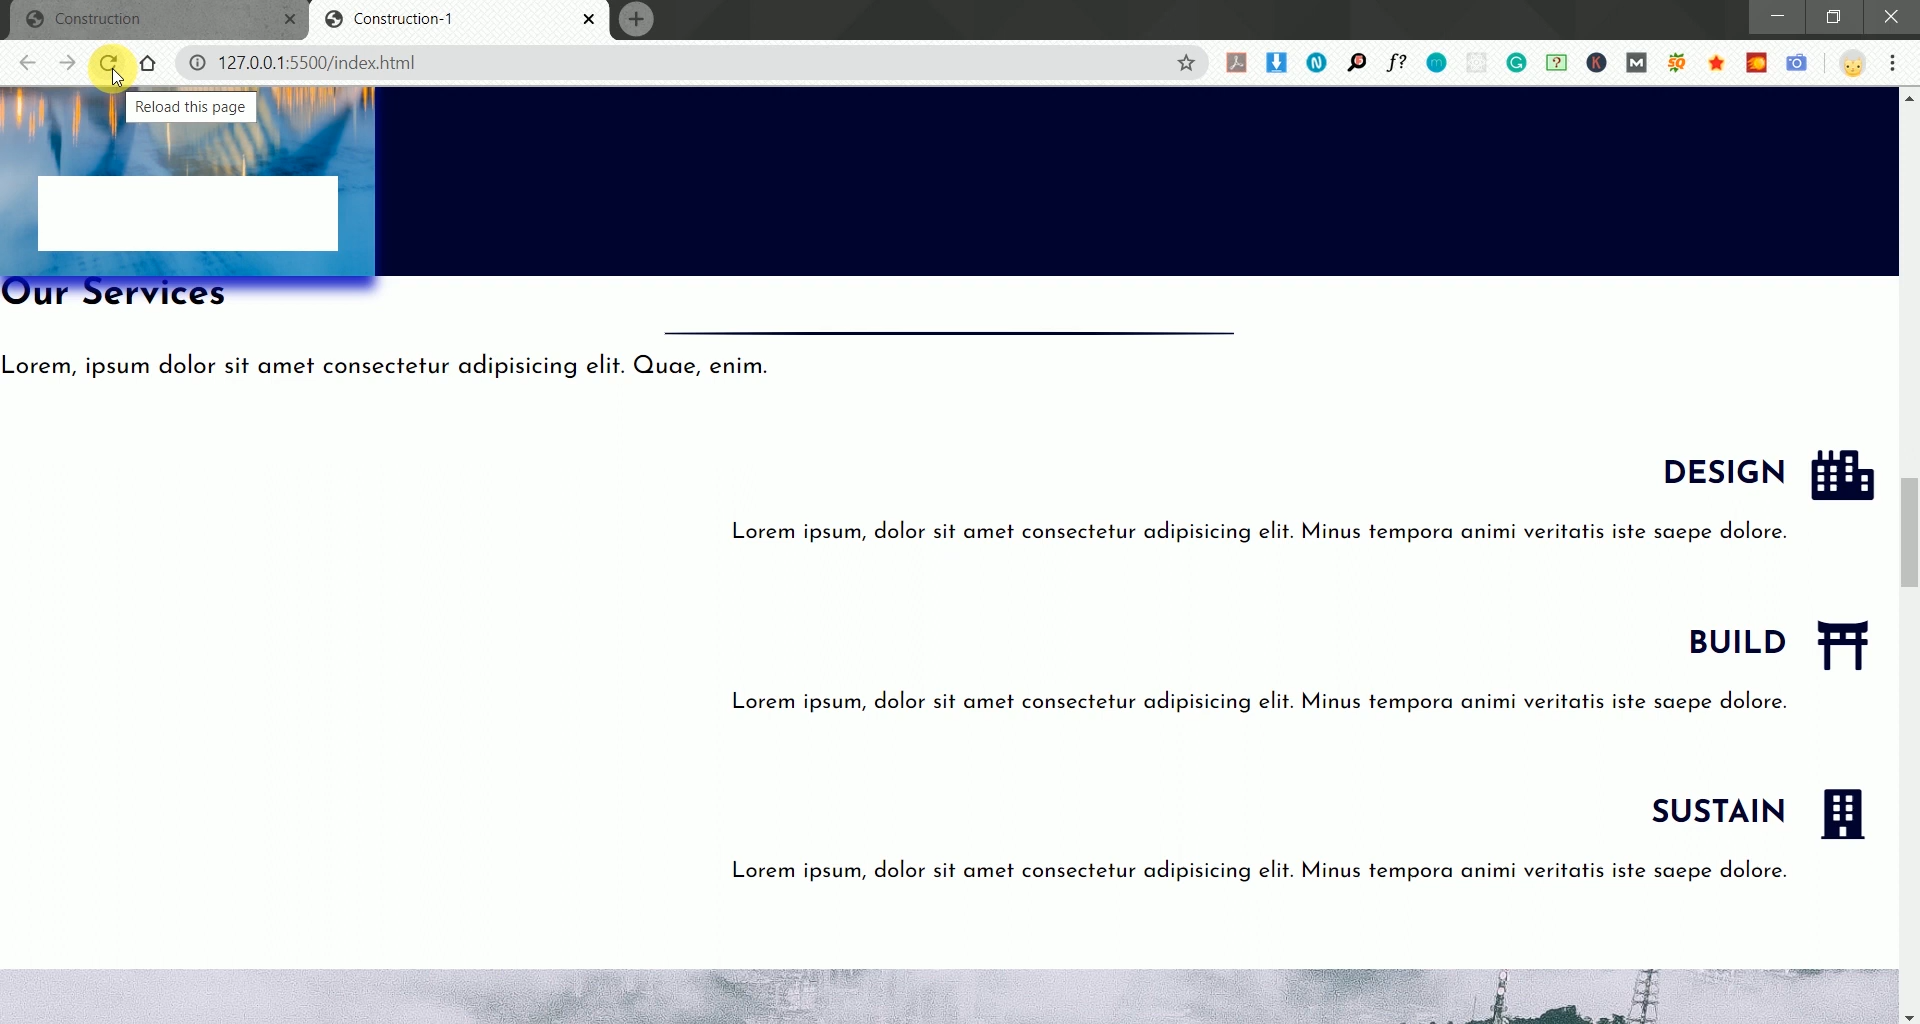 Construction
Construction-1
127.0.0.1:5500/index.html
f?
Reload this page
Our Services
Lorem, ipsum dolor sit amet consectetur adipisicing elit. Quae, enim.
DESIGN
Lorem ipsum, dolor sit amet consectetur adipisicing elit. Minus tempora animi veritatis iste saepe dolore.
BUILD
Lorem ipsum, dolor sit amet consectetur adipisicing elit. Minus tempora animi veritatis iste saepe dolore.
SUSTAIN
Lorem ipsum, dolor sit amet consectetur adipisicing elit. Minus tempora animi veritatis iste saepe dolore.